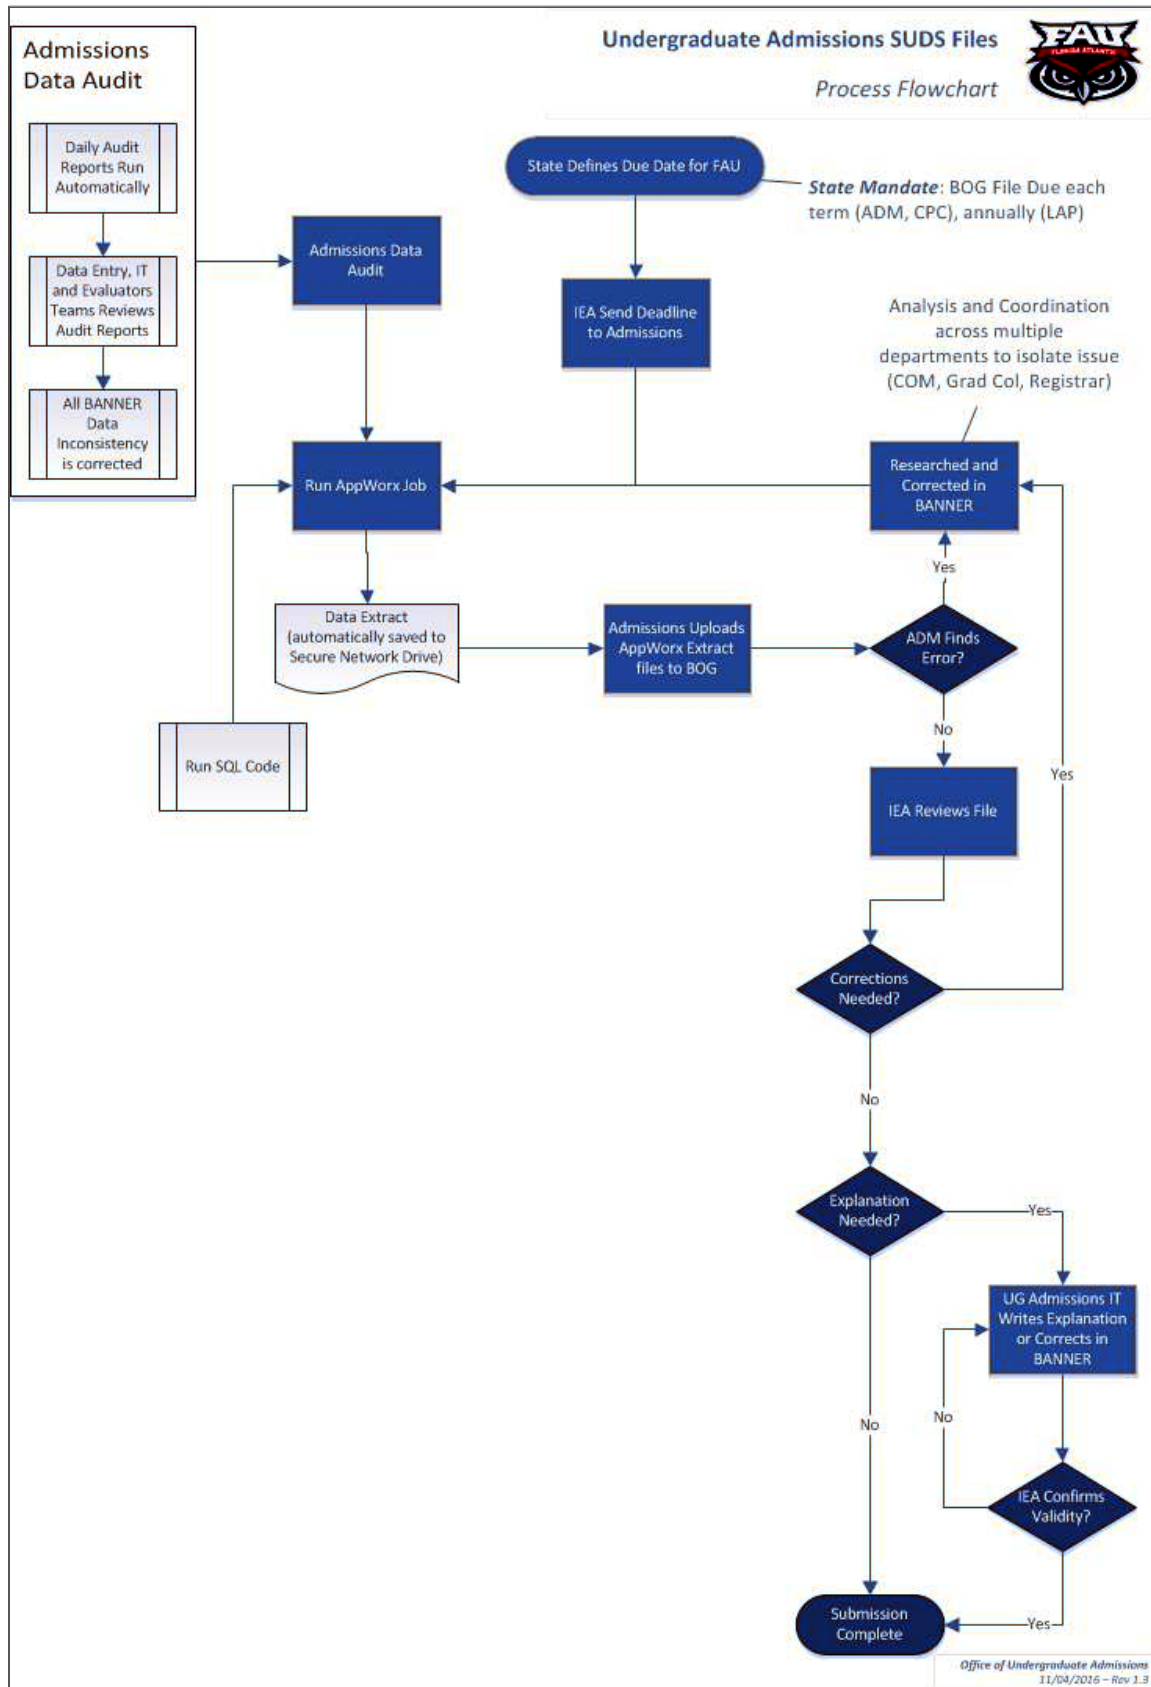 Undergraduate Admissions SUDS Files
Process Flowchart
FAU
FLORIDA ATLANTIC
Admissions
Data Audit
Daily Audit
Reports Run
Automatically
Data Entry, IT
and Evaluators
Teams Reviews
Audit Reports
All BANNER
Data
Inconsistency
is corrected
Admissions Data
Audit
State Defines Due Date for FAU
State Mandate: BOG File Due each
term (ADM, CPC), annually (LAP)
IEA Send Deadline
to Admissions
Analysis and Coordination
across multiple
departments to isolate issue
(COM, Grad Col, Registrar)
Run AppWorx Job
Researched and
Corrected in
BANNER
Yes
Data Extract
(automatically saved to
Secure Network Drive)
Admissions Uploads
AppWorx Extract
files to BOG
ADM Finds
Error?
No
Run SQL Code
Yes
IEA Reviews File
Corrections
Needed?
No
Explanation
Needed?
Yes
UG Admissions IT
Writes Explanation
or Corrects in
BANNER
No
No
IEA Confirms
Validity?
Submission
Complete
Yes
Office of Undergraduate Admissions
11/04/2016 – Rev 1.3